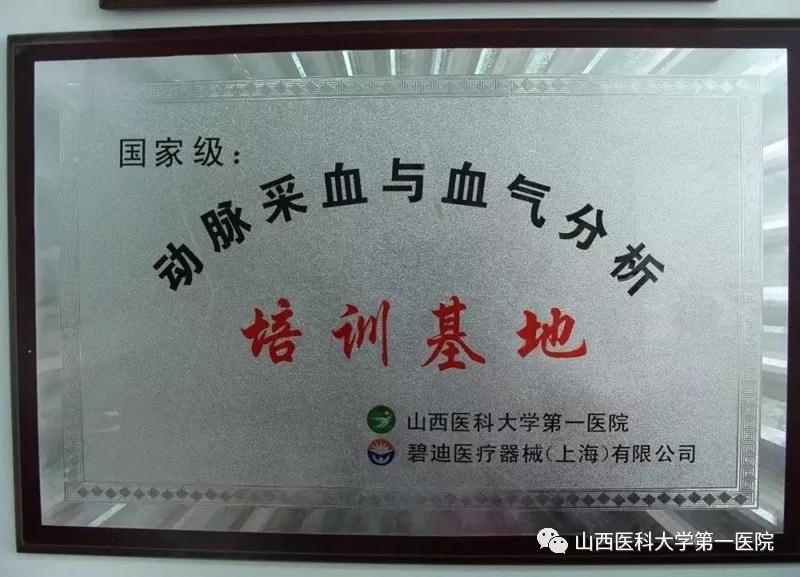 国家级：
动脉采血与血气分析
培训基地
山西医科大学第一医院
碧迪医疗器械(上海)有限公司
山西医科大学第一医院